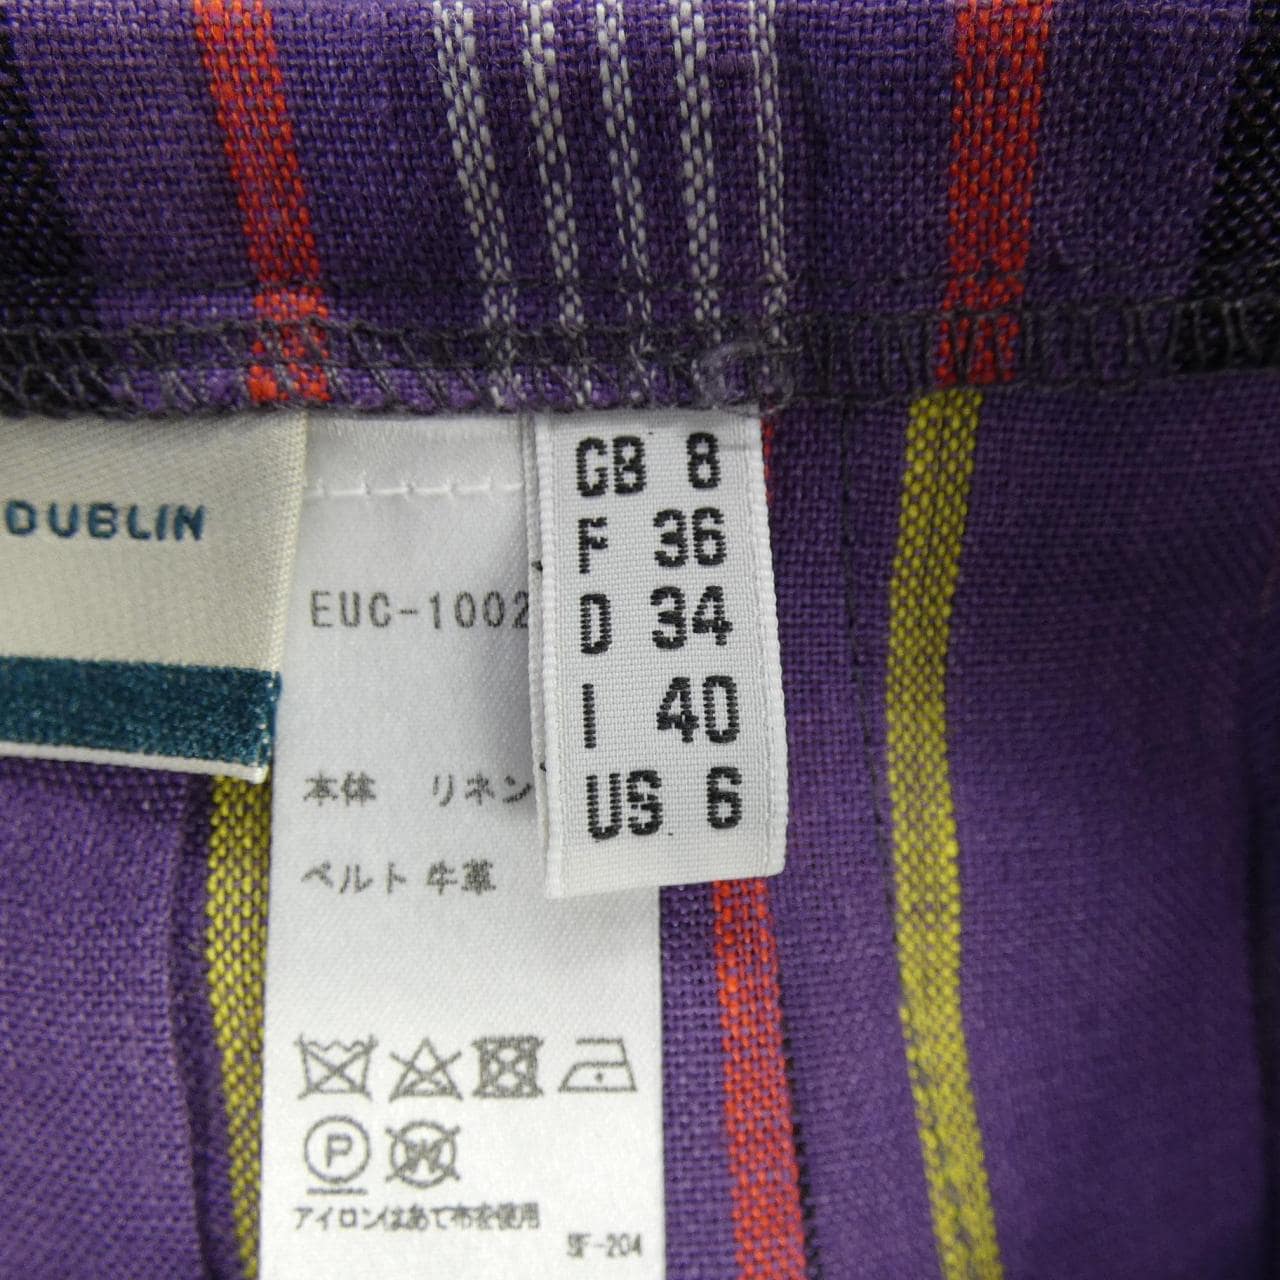 DUBLIN
GB 8
F 36
D 34
I 40
US 6
EUC-1002
本体 リネン
ベルト 牛革
P
W
アイロンはあて布を使用
SF-204